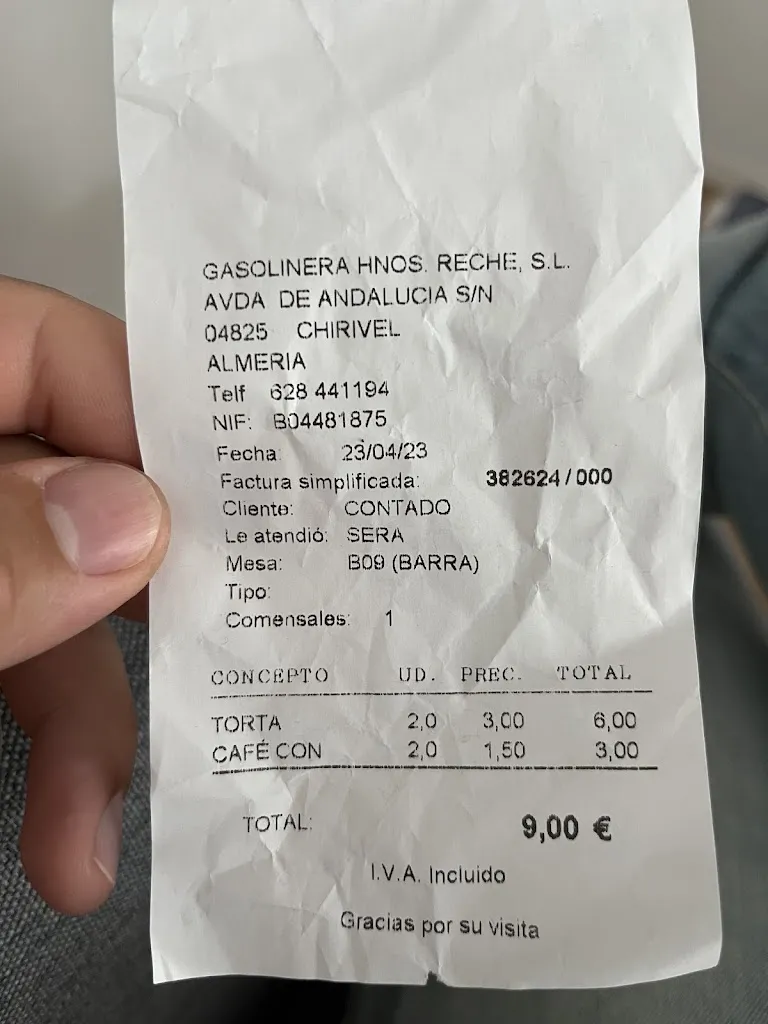 GASOLINERA HNOS. RECHE, S.L.
AVDA DE ANDALUCIA S/N
04825 CHIRIVEL
ALMERIA
Telf 628 441194
NIF: B04481875
Fecha: 23/04/23
Factura simplificada: 382624/000
Cliente: CONTADO
Le atendió: SERA
Mesa: B09 (BARRA)
Tipo:
Comensales: 1
CONCEPTO UD. PREC. TOTAL
TORTA 2,0 3,00 6,00
CAFÉ CON 2,0 1,50 3,00
TOTAL: 9,00 €
I.V.A. Incluido
Gracias por su visita